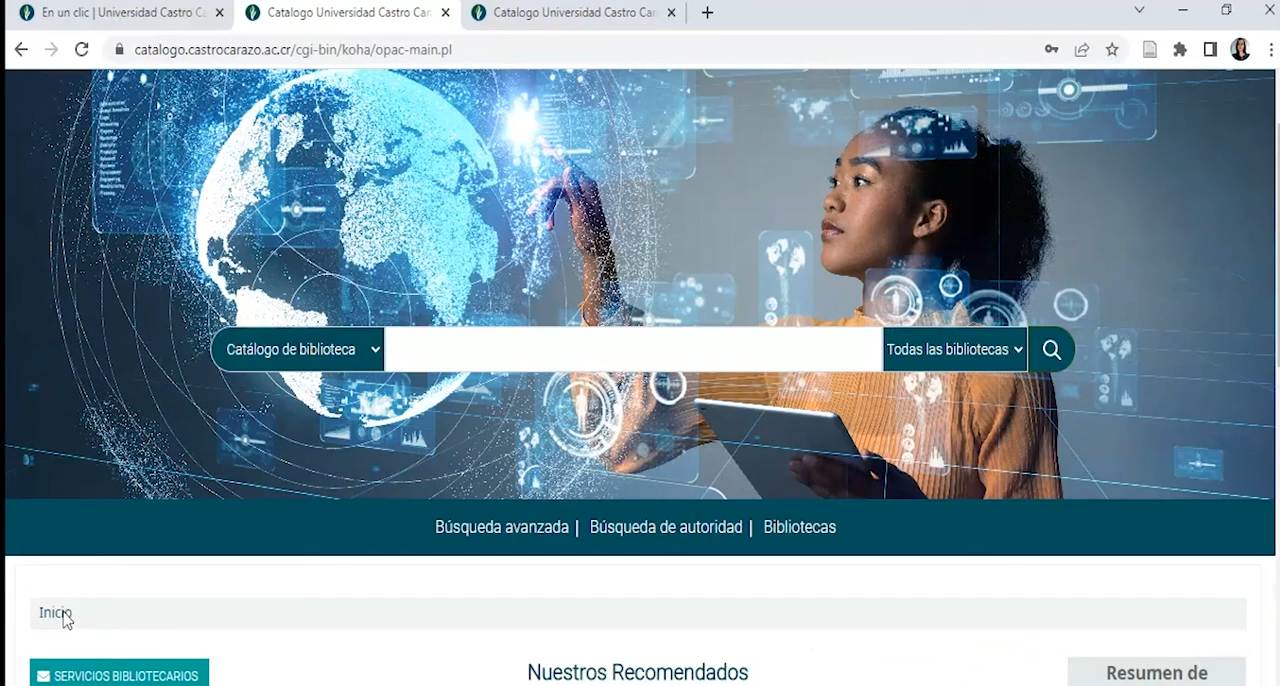 En un clic | Universidad Castro Ca
Catalogo Universidad Castro Car
Catalogo Universidad Castro Car
catalogo.castrocarazo.ac.cr/cgi-bin/koha/opac-main.pl
Catálogo de biblioteca
Todas las bibliotecas
Búsqueda avanzada | Búsqueda de autoridad | Bibliotecas
Inicio
SERVICIOS BIBLIOTECARIOS
Nuestros Recomendados
Resumen de